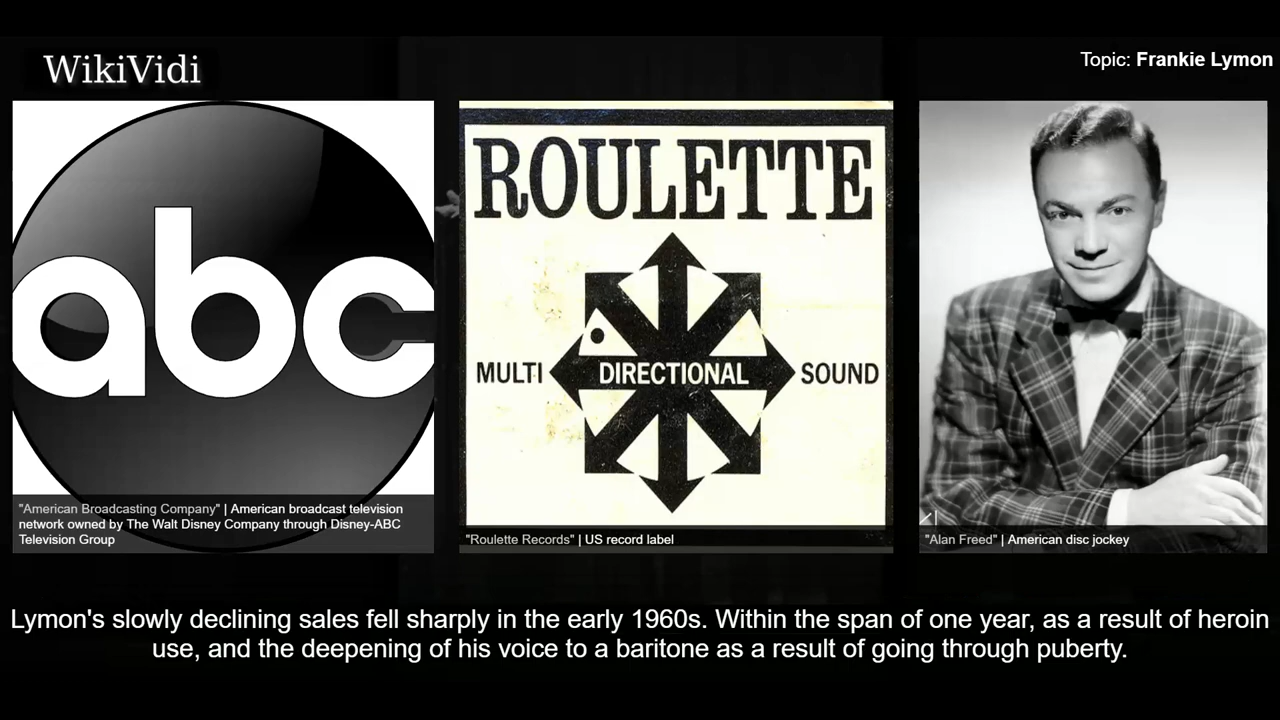 WikiVidi
Topic: Frankie Lymon
abc
ROULETTE
MULTI DIRECTIONAL SOUND
"American Broadcasting Company" | American broadcast television
network owned by The Walt Disney Company through Disney-ABC
Television Group
"Roulette Records" | US record label
"Alan Freed" | American disc jockey
Lymon's slowly declining sales fell sharply in the early 1960s. Within the span of one year, as a result of heroin
use, and the deepening of his voice to a baritone as a result of going through puberty.